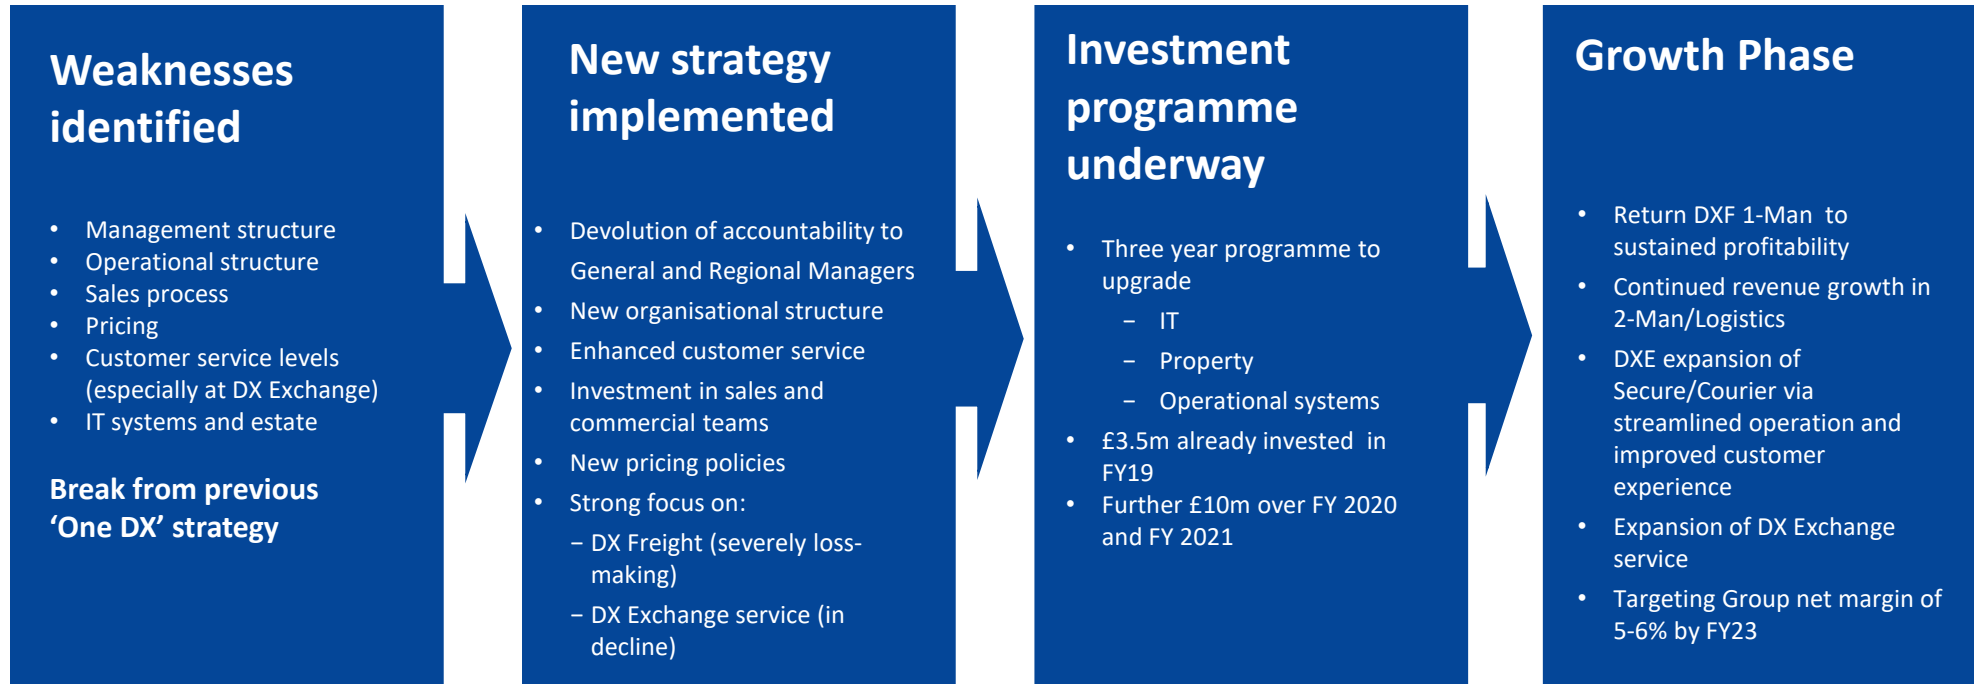 Weaknesses
identified
• Management structure
• Operational structure
• Sales process
• Pricing
• Customer service levels
(especially at DX Exchange)
• IT systems and estate
Break from previous
‘One DX’ strategy
New strategy
implemented
• Devolution of accountability to
General and Regional Managers
• New organisational structure
• Enhanced customer service
• Investment in sales and
commercial teams
• New pricing policies
• Strong focus on:
– DX Freight (severely loss-
making)
– DX Exchange service (in
decline)
Investment
programme
underway
• Three year programme to
upgrade
– IT
– Property
– Operational systems
• £3.5m already invested in
FY19
• Further £10m over FY 2020
and FY 2021
Growth Phase
• Return DXF 1-Man to
sustained profitability
• Continued revenue growth in
2-Man/Logistics
• DXE expansion of
Secure/Courier via
streamlined operation and
improved customer
experience
• Expansion of DX Exchange
service
• Targeting Group net margin of
5-6% by FY23